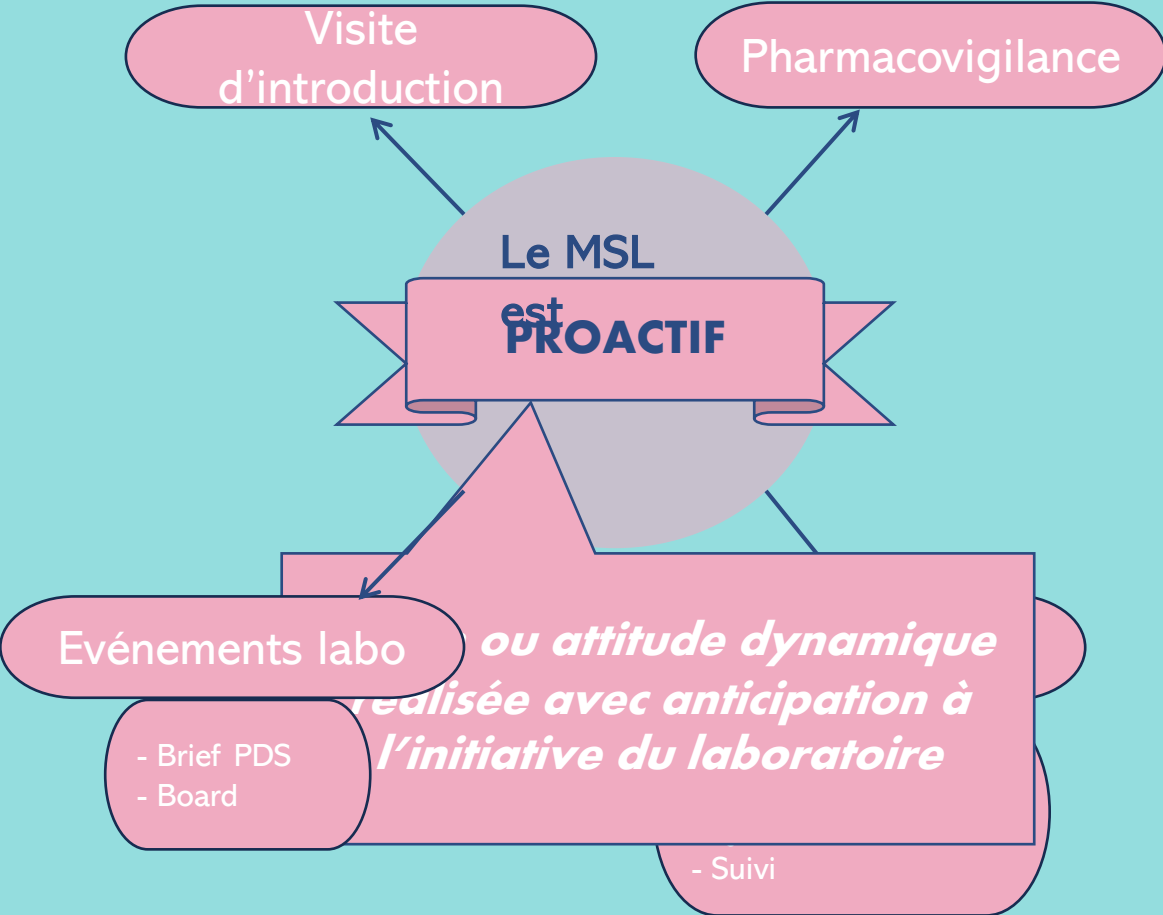 Visite
d’introduction
Pharmacovigilance
Le MSL
est
PROACTIF
Evénements labo
ou attitude dynamique
réalisée avec anticipation à
l’initiative du laboratoire
- Brief PDS
- Board
- Suivi